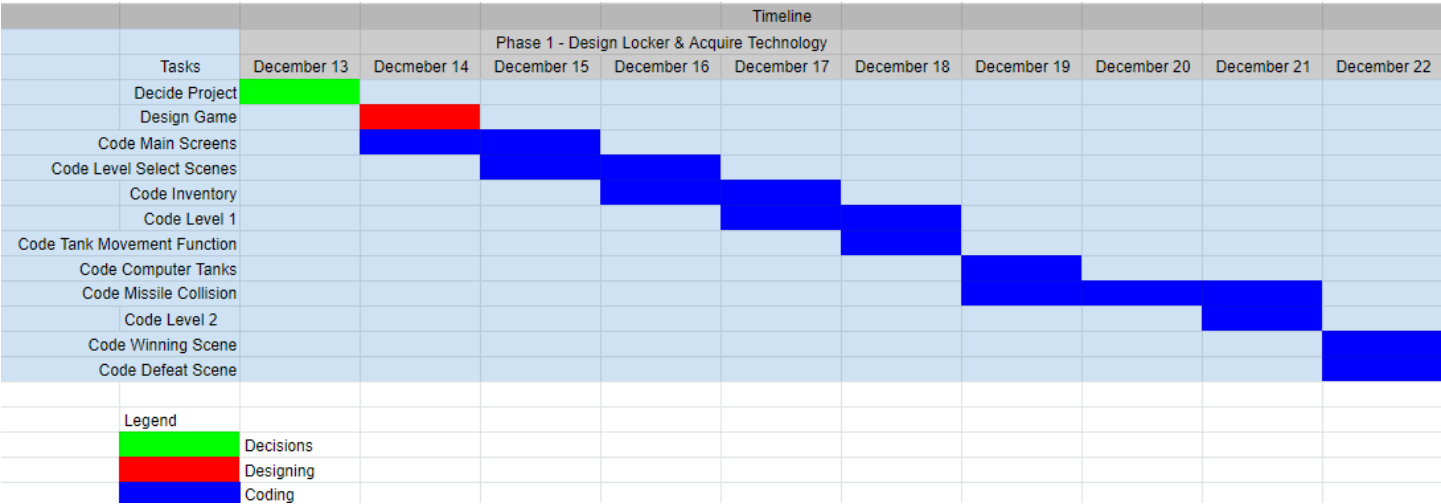 Timeline
Phase 1 - Design Locker & Acquire Technology
Tasks December 13 Decmeber 14 December 15 December 16 December 17 December 18 December 19 December 20 December 21 December 22
Decide Project
Design Game
Code Main Screens
Code Level Select Scenes
Code Inventory
Code Level 1
Code Tank Movement Function
Code Computer Tanks
Code Missile Collision
Code Level 2
Code Winning Scene
Code Defeat Scene
Legend
Decisions
Designing
Coding